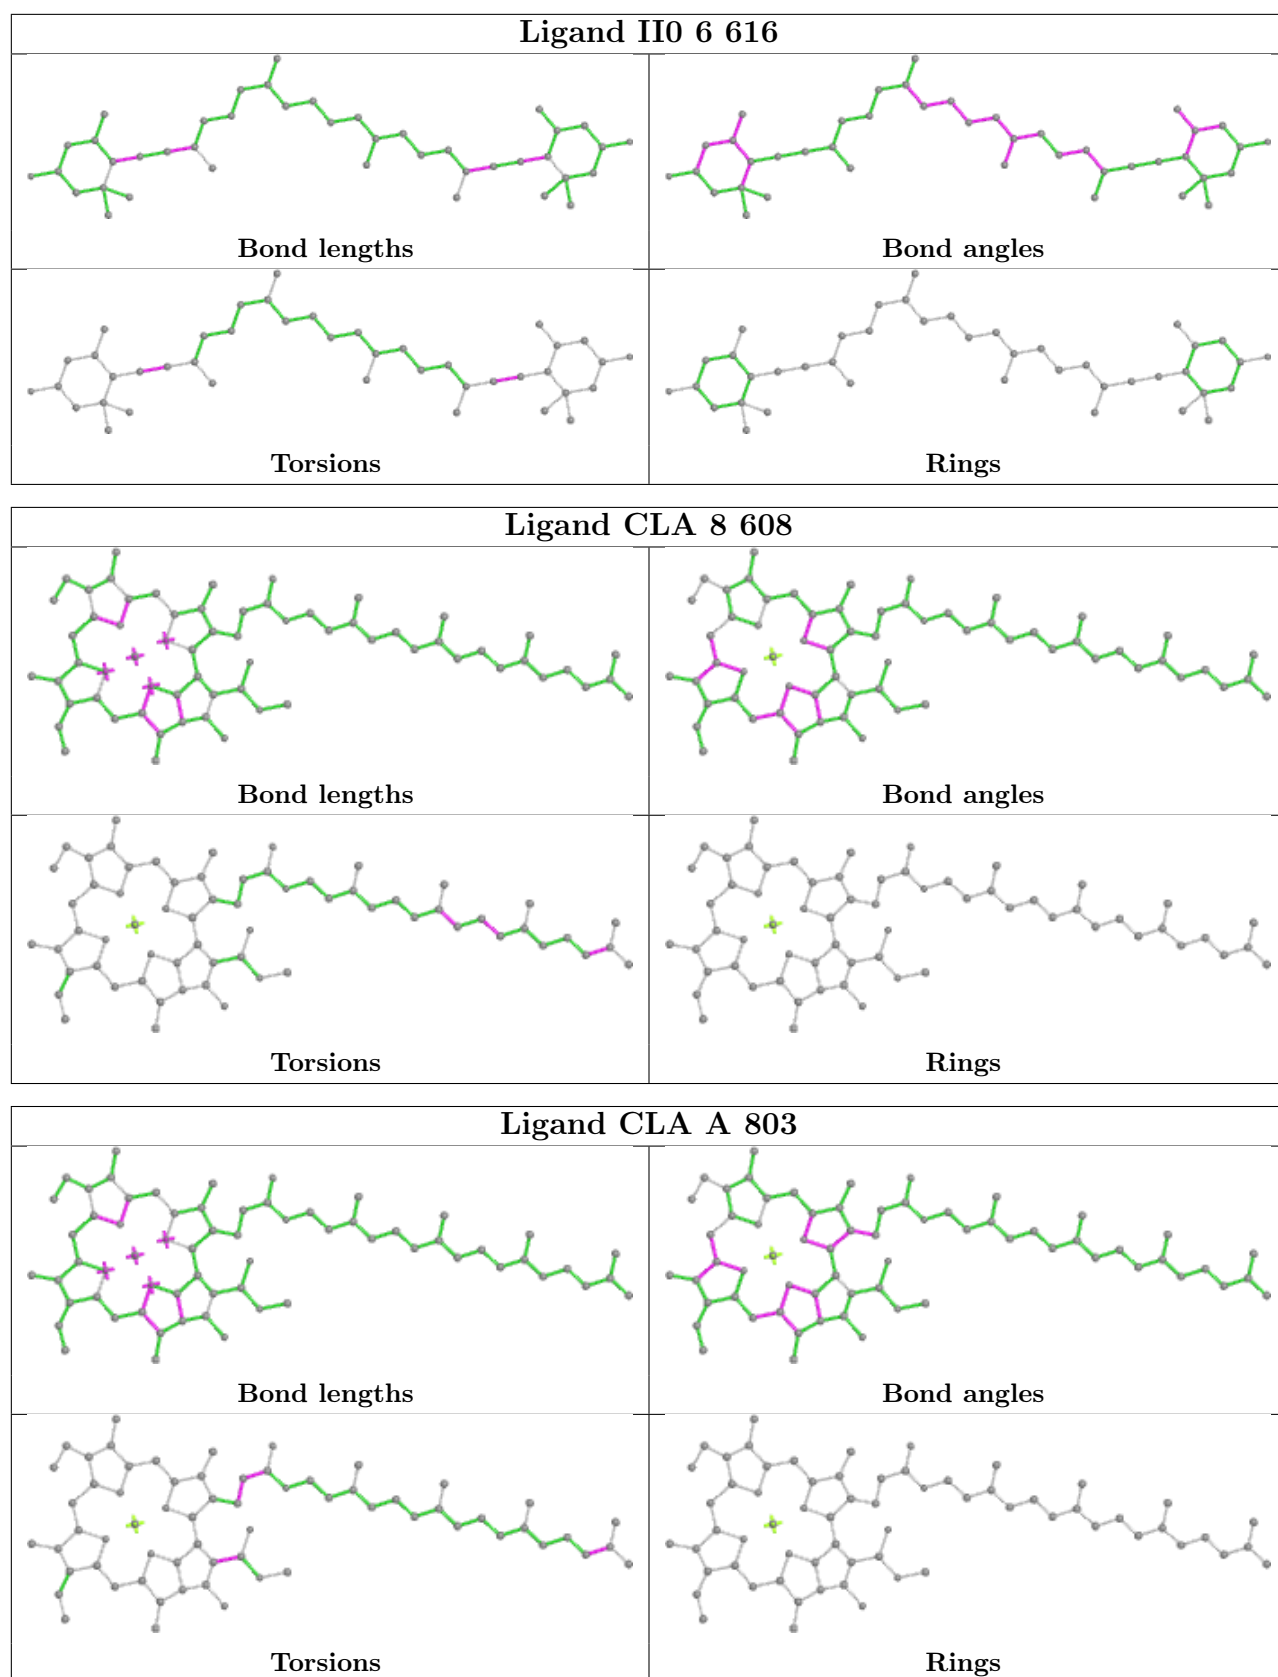 Ligand II0 6 616
Bond lengths
Bond angles
Torsions
Rings
Ligand CLA 8 608
Bond lengths
Bond angles
Torsions
Rings
Ligand CLA A 803
Bond lengths
Bond angles
Torsions
Rings